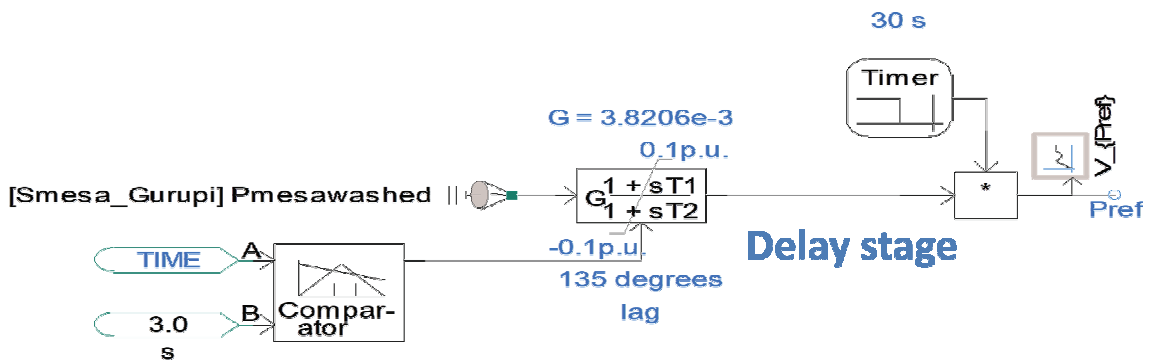 30 s
Timer
V_{Pref}
G = 3.8206e-3
0.1p.u.
[Smesa_Gurupi] Pmesawashed
G 1 + sT1
1 + sT2
*
Pref
-0.1p.u.
Delay stage
135 degrees
lag
TIME
A
Compar-
ator
B
3.0
s